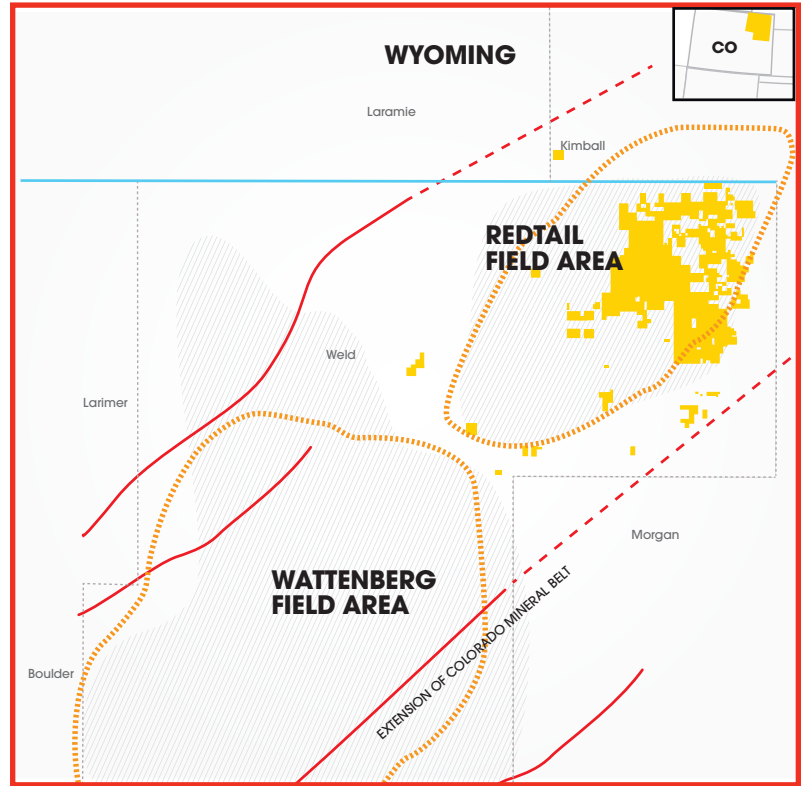 WYOMING
CO
Laramie
Kimball
REDTAIL
FIELD AREA
Weld
Larimer
Morgan
WATTENBERG
FIELD AREA
EXTENSION OF COLORADO MINERAL BELT
Boulder